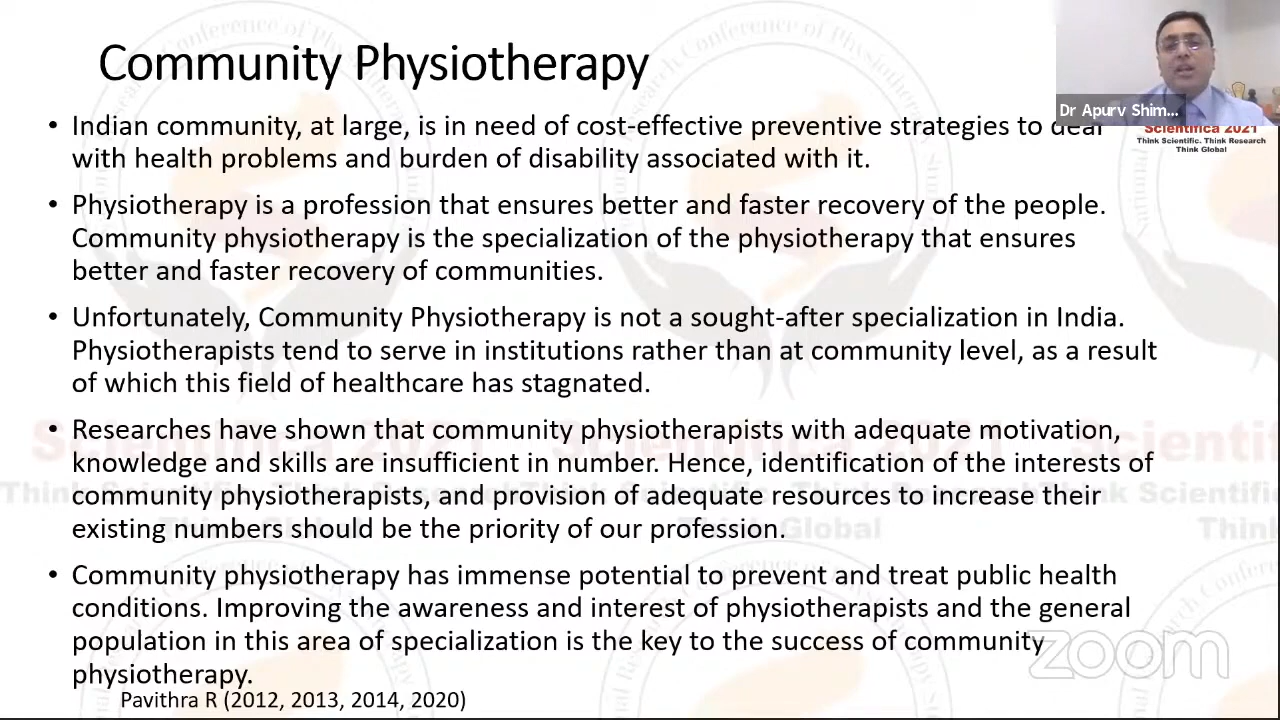 Community Physiotherapy
Dr Apurv Shim...
• Indian community, at large, is in need of cost-effective preventive strategies to deal
with health problems and burden of disability associated with it.
Scientifica 2021
Think Scientific. Think Research
Think Global
• Physiotherapy is a profession that ensures better and faster recovery of the people.
Community physiotherapy is the specialization of the physiotherapy that ensures
better and faster recovery of communities.
• Unfortunately, Community Physiotherapy is not a sought-after specialization in India.
Physiotherapists tend to serve in institutions rather than at community level, as a result
of which this field of healthcare has stagnated.
• Researches have shown that community physiotherapists with adequate motivation,
knowledge and skills are insufficient in number. Hence, identification of the interests of
community physiotherapists, and provision of adequate resources to increase their
existing numbers should be the priority of our profession.
• Community physiotherapy has immense potential to prevent and treat public health
conditions. Improving the awareness and interest of physiotherapists and the general
population in this area of specialization is the key to the success of community
physiotherapy.
zoom
Pavithra R (2012, 2013, 2014, 2020)